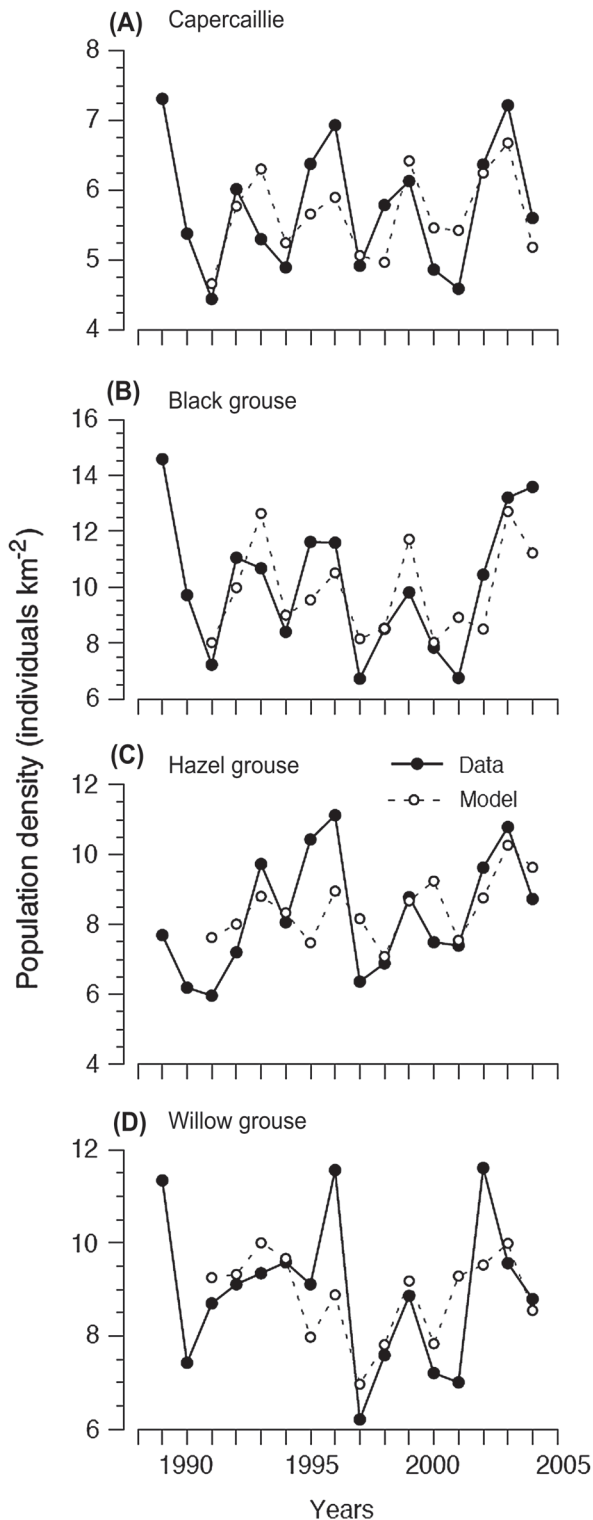 (A) Capercaillie
8
7
6
5
4
(B) Black grouse
16
14
12
10
8
6
Population density (individuals km-2)
(C) Hazel grouse
Data
Model
12
10
8
6
4
(D) Willow grouse
12
10
8
6
1990 1995 2000 2005
Years